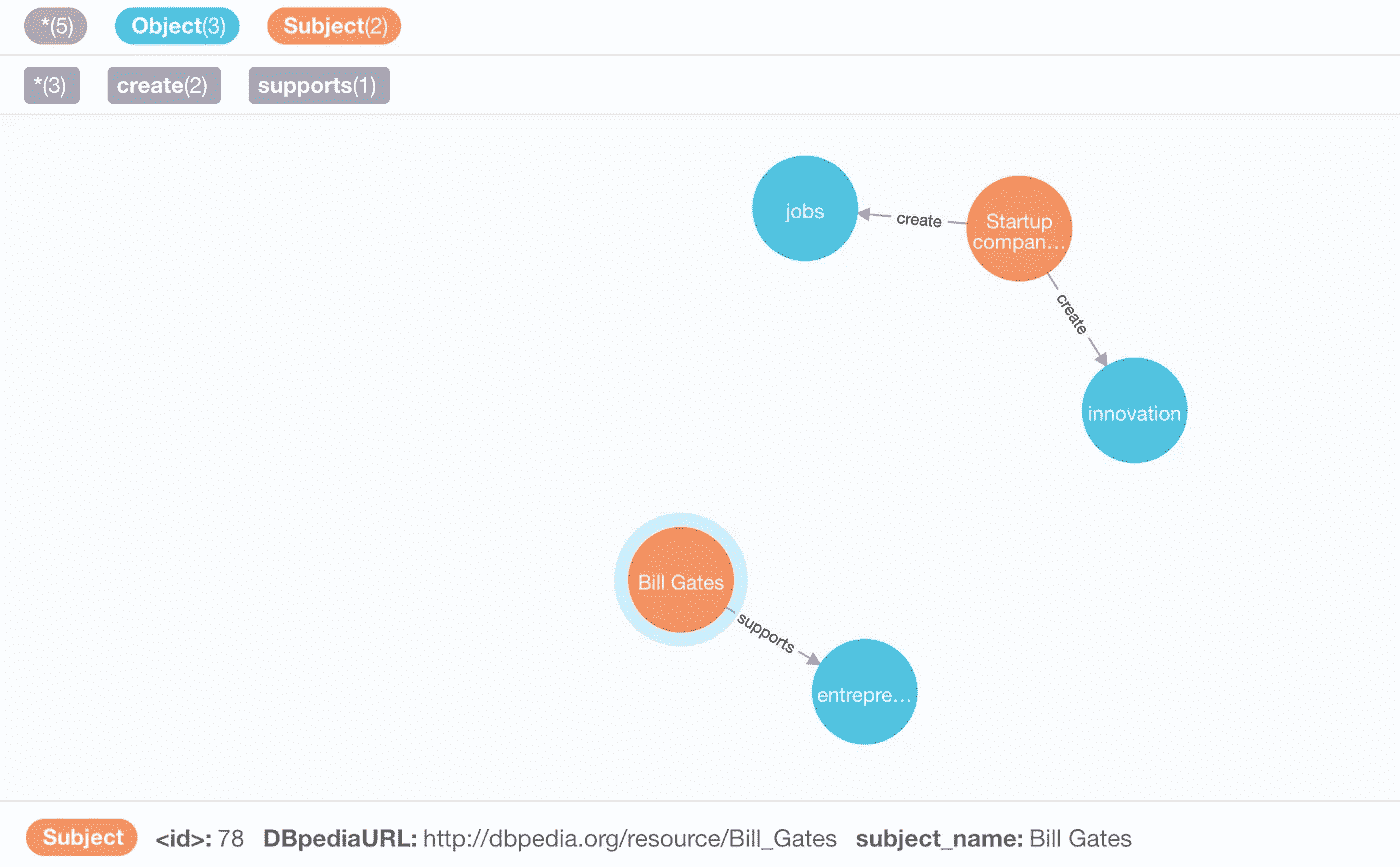 *(5) Object(3) Subject(2)
*(3) create(2) supports(1)
jobs
create
Startup
compan…
create
innovation
Bill Gates
supports
entrepre…
Subject <id>: 78 DBpediaURL: http://dbpedia.org/resource/Bill_Gates subject_name: Bill Gates